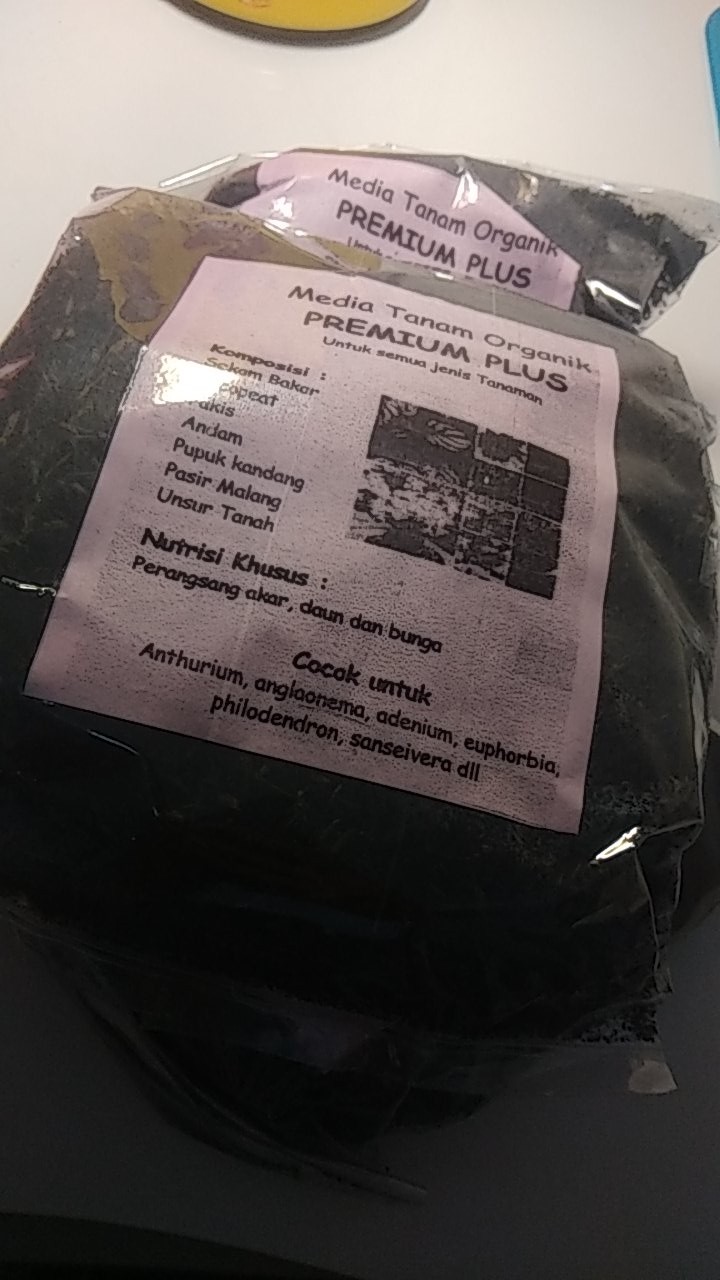 Media Tanam Organik
PREMIUM PLUS
Media Tanam Organik
PREMIUM PLUS
Untuk semua jenis Tanaman
Komposisi :
Sekam Bakar
Andam
Pupuk kandang
Pasir Malang
Unsur Tanah
Nutrisi Khusus :
Perangsang akar, daun dan bunga
Cocok untuk
Anthurium, anglaonema, adenium, euphorbia,
philodendron, sanseivera dll